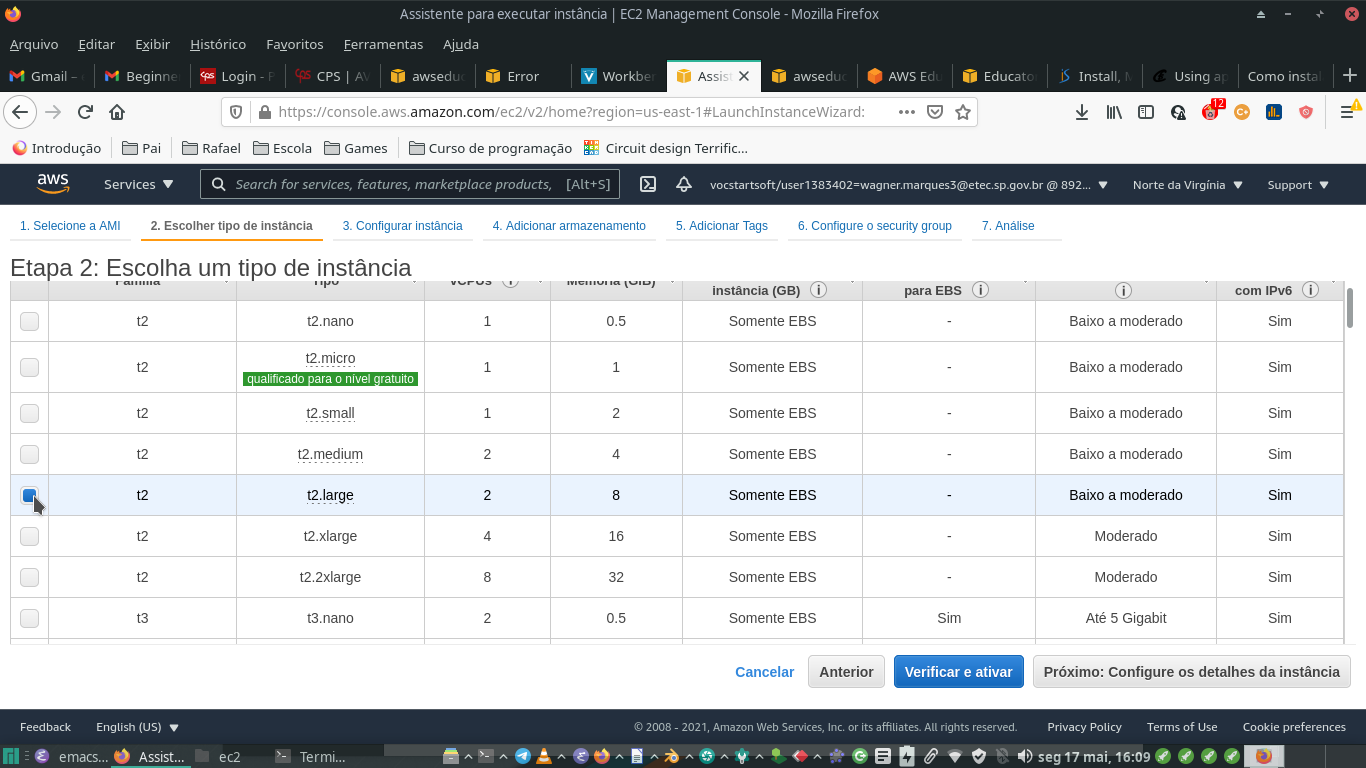 Assistente para executar instância | EC2 Management Console - Mozilla Firefox
Arquivo Editar Exibir Histórico Favoritos Ferramentas Ajuda
Gmail – Beginner Login - P CPS | AV awsedu Error Workbe Assist awsedu AWS Edu Educato Install, M Using ap Como insta
https://console.aws.amazon.com/ec2/v2/home?region=us-east-1#LaunchInstanceWizard:
12
Introdução Pai Rafael Escola Games Curso de programação Circuit design Terrific...
aws Services Search for services, features, marketplace products, [Alt+S] vocstartsoft/user1383402=wagner.marques3@etec.sp.gov.br @ 892... Norte da Virgínia Support
1. Selecione a AMI 2. Escolher tipo de instância 3. Configurar instância 4. Adicionar armazenamento 5. Adicionar Tags 6. Configure o security group 7. Análise
Etapa 2: Escolha um tipo de instância
Família Tipo vCPUs Memória (GiB) instância (GB) para EBS com IPv6
t2 t2.nano 1 0.5 Somente EBS - Baixo a moderado Sim
t2 t2.micro 1 1 Somente EBS - Baixo a moderado Sim
qualificado para o nível gratuito
t2 t2.small 1 2 Somente EBS - Baixo a moderado Sim
t2 t2.medium 2 4 Somente EBS - Baixo a moderado Sim
t2 t2.large 2 8 Somente EBS - Baixo a moderado Sim
t2 t2.xlarge 4 16 Somente EBS - Moderado Sim
t2 t2.2xlarge 8 32 Somente EBS - Moderado Sim
t3 t3.nano 2 0.5 Somente EBS Sim Até 5 Gigabit Sim
Cancelar Anterior Verificar e ativar Próximo: Configure os detalhes da instância
Feedback English (US) © 2008 - 2021, Amazon Web Services, Inc. or its affiliates. All rights reserved. Privacy Policy Terms of Use Cookie preferences
emacs... Assist... ec2 Termi... seg 17 mai, 16:09